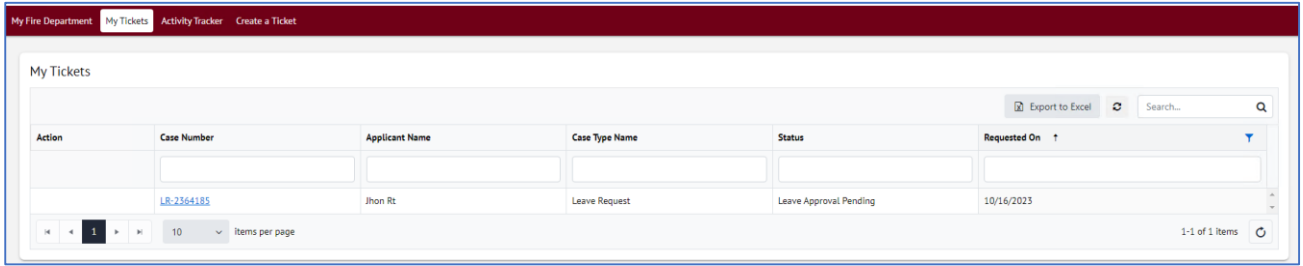 My Fire Department My Tickets Activity Tracker Create a Ticket
My Tickets
Export to Excel Search...
Action Case Number Applicant Name Case Type Name Status Requested On ↑
LR-2364185 Jhon Rt Leave Request Leave Approval Pending 10/16/2023
1 10 items per page 1-1 of 1 items